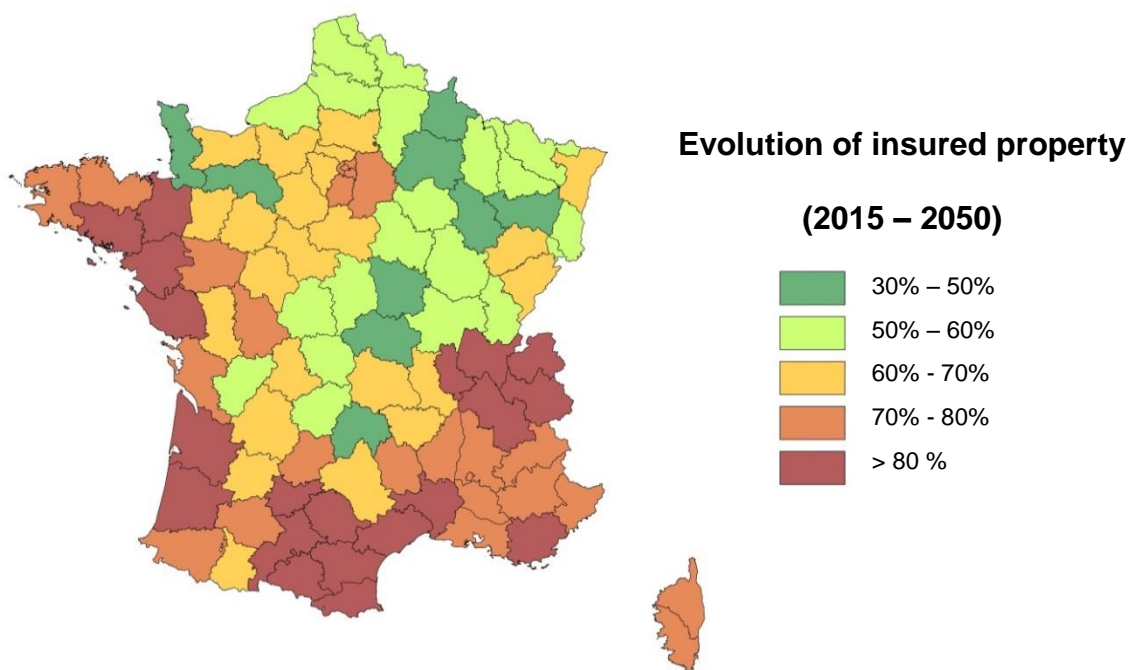 Evolution of insured property
(2015 – 2050)
30% – 50%
50% – 60%
60% - 70%
70% - 80%
> 80 %